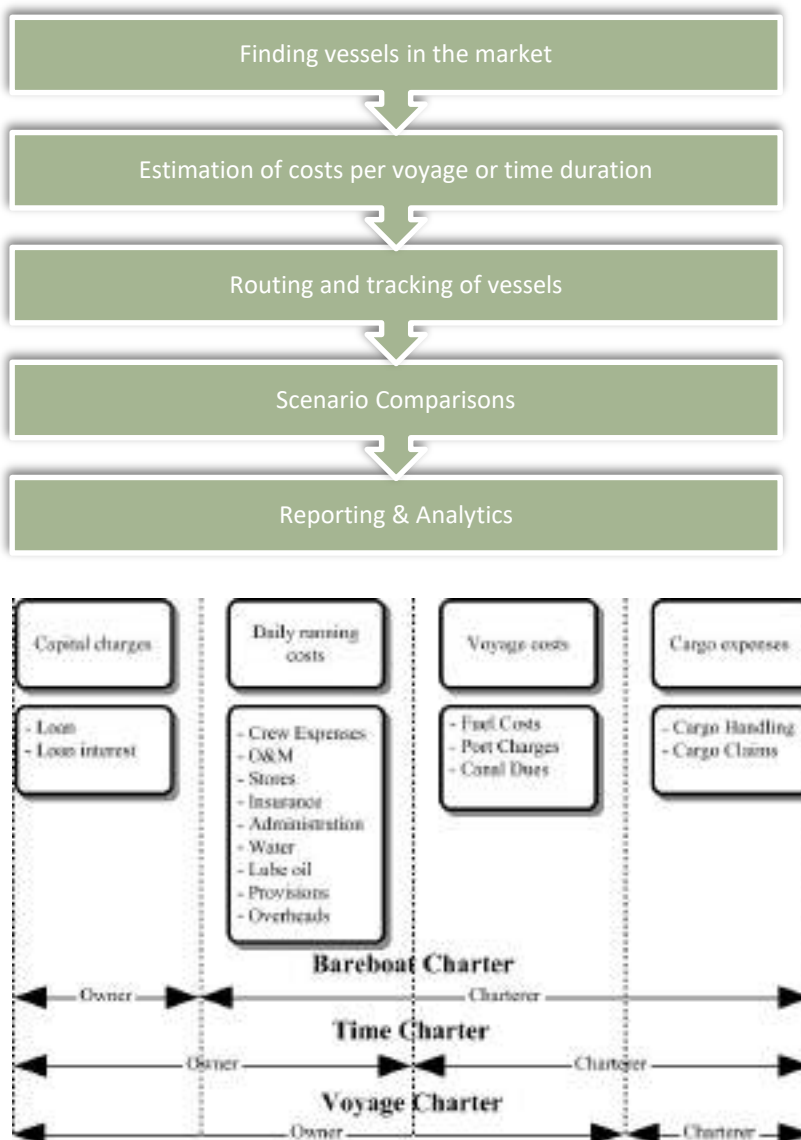 Finding vessels in the market
Estimation of costs per voyage or time duration
Routing and tracking of vessels
Scenario Comparisons
Reporting & Analytics
Capital charges
Daily running
costs
Voyage costs
Cargo expenses
- Loan
- Loan interest
- Crew Expenses
- O&M
- Stores
- Insurance
- Administration
- Water
- Lube oil
- Provisions
- Overheads
- Fuel Costs
- Port Charges
- Canal Dues
- Cargo Handling
- Cargo Claims
Bareboat Charter
Owner
Charterer
Time Charter
Owner
Charterer
Voyage Charter
Owner
Charterer